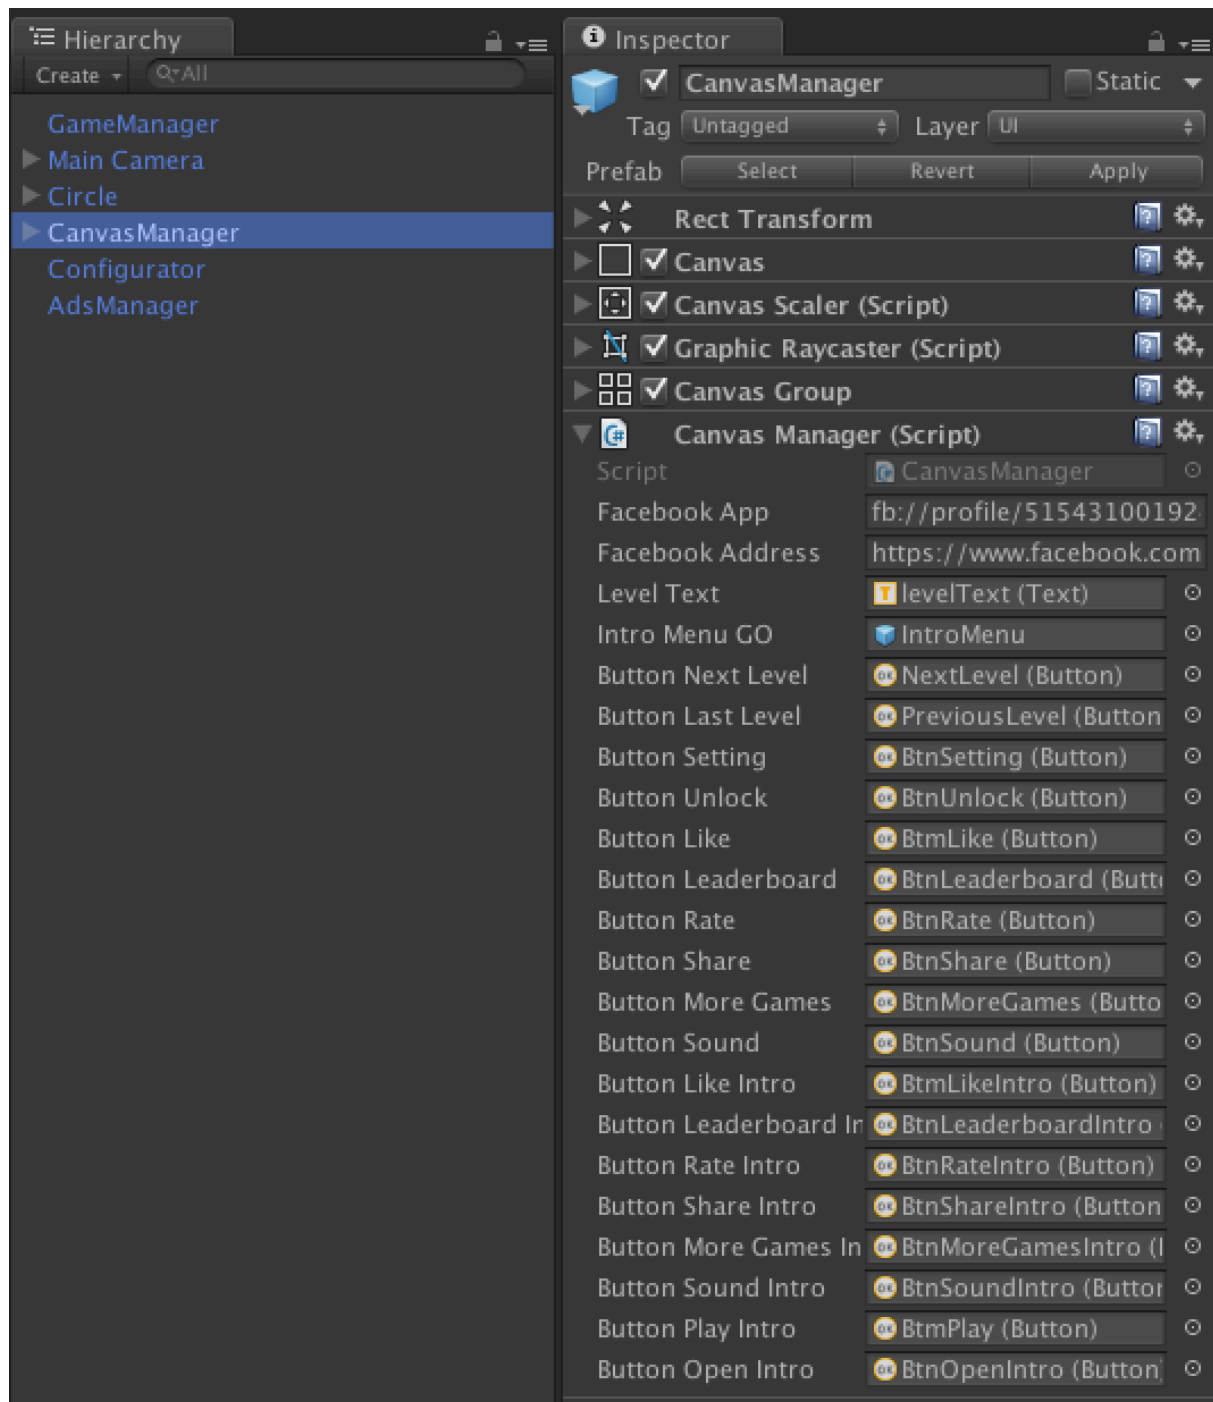 Hierarchy
Create
All
GameManager
Main Camera
Circle
CanvasManager
Configurator
AdsManager
Inspector
CanvasManager Static
Tag Untagged Layer UI
Prefab Select Revert Apply
Rect Transform
Canvas
Canvas Scaler (Script)
Graphic Raycaster (Script)
Canvas Group
Canvas Manager (Script)
Script CanvasManager
Facebook App fb://profile/51543100192
Facebook Address https://www.facebook.com
Level Text levelText (Text)
Intro Menu GO IntroMenu
Button Next Level NextLevel (Button)
Button Last Level PreviousLevel (Button
Button Setting BtnSetting (Button)
Button Unlock BtnUnlock (Button)
Button Like BtmLike (Button)
Button Leaderboard BtnLeaderboard (Butt
Button Rate BtnRate (Button)
Button Share BtnShare (Button)
Button More Games BtnMoreGames (Butto
Button Sound BtnSound (Button)
Button Like Intro BtmLikeIntro (Button)
Button Leaderboard In BtnLeaderboardIntro
Button Rate Intro BtnRateIntro (Button)
Button Share Intro BtnShareIntro (Button
Button More Games In BtnMoreGamesIntro (
Button Sound Intro BtnSoundIntro (Button
Button Play Intro BtmPlay (Button)
Button Open Intro BtnOpenIntro (Button)